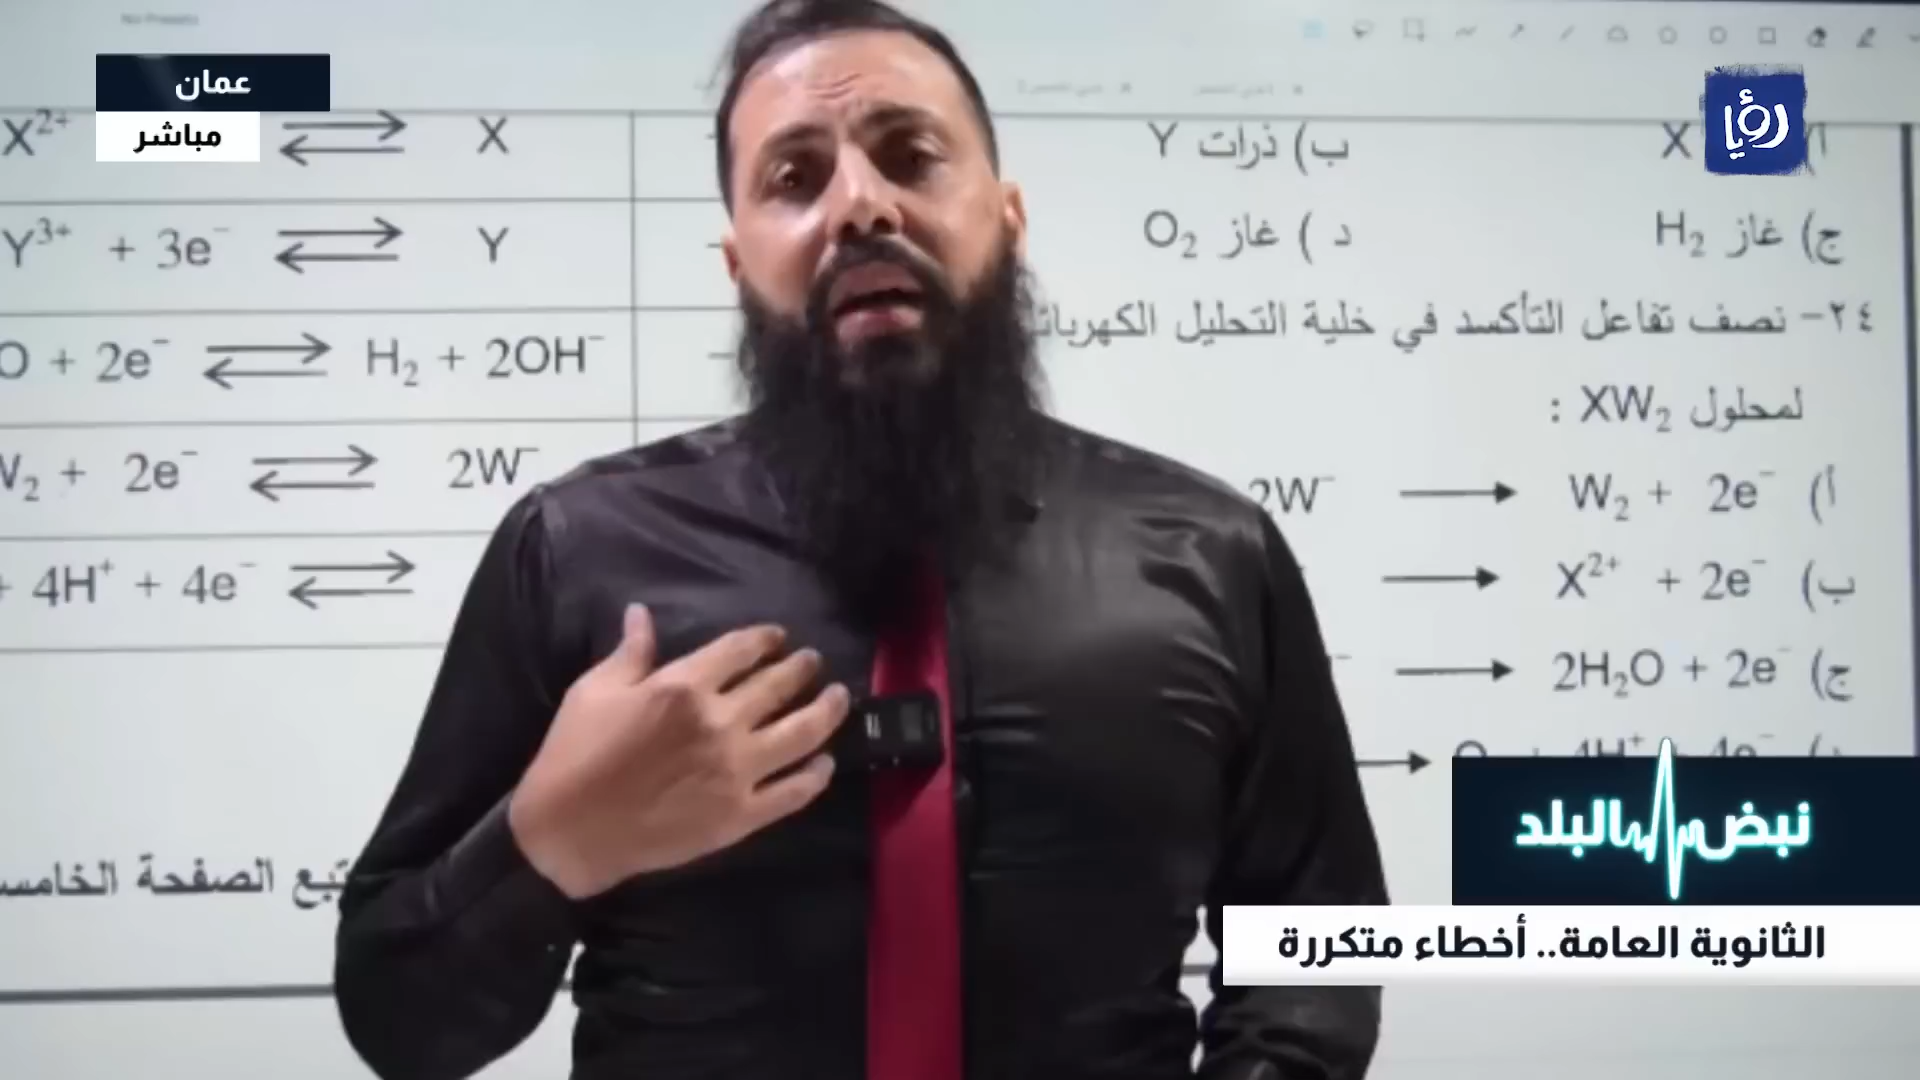 عمان
مباشر
رؤيا
X²⁺ ⇌ X
Y³⁺ + 3e⁻ ⇌ Y
O + 2e⁻ ⇌ H₂ + 2OH⁻
W₂ + 2e⁻ ⇌ 2W⁻
+ 4H⁺ + 4e⁻ ⇌
X
ب) ذرات Y
ج) غاز H₂
د ) غاز O₂
٢٤- نصف تفاعل التأكسد في خلية التحليل
لمحلول XW₂ :
أ) 2W⁻ → W₂ + 2e⁻
ب) → X²⁺ + 2e⁻
ج) → 2H₂O + 2e⁻
→ O + 4H⁺ + 4e⁻
الصفحة
نبض البلد
الثانوية العامة.. أخطاء متكررة